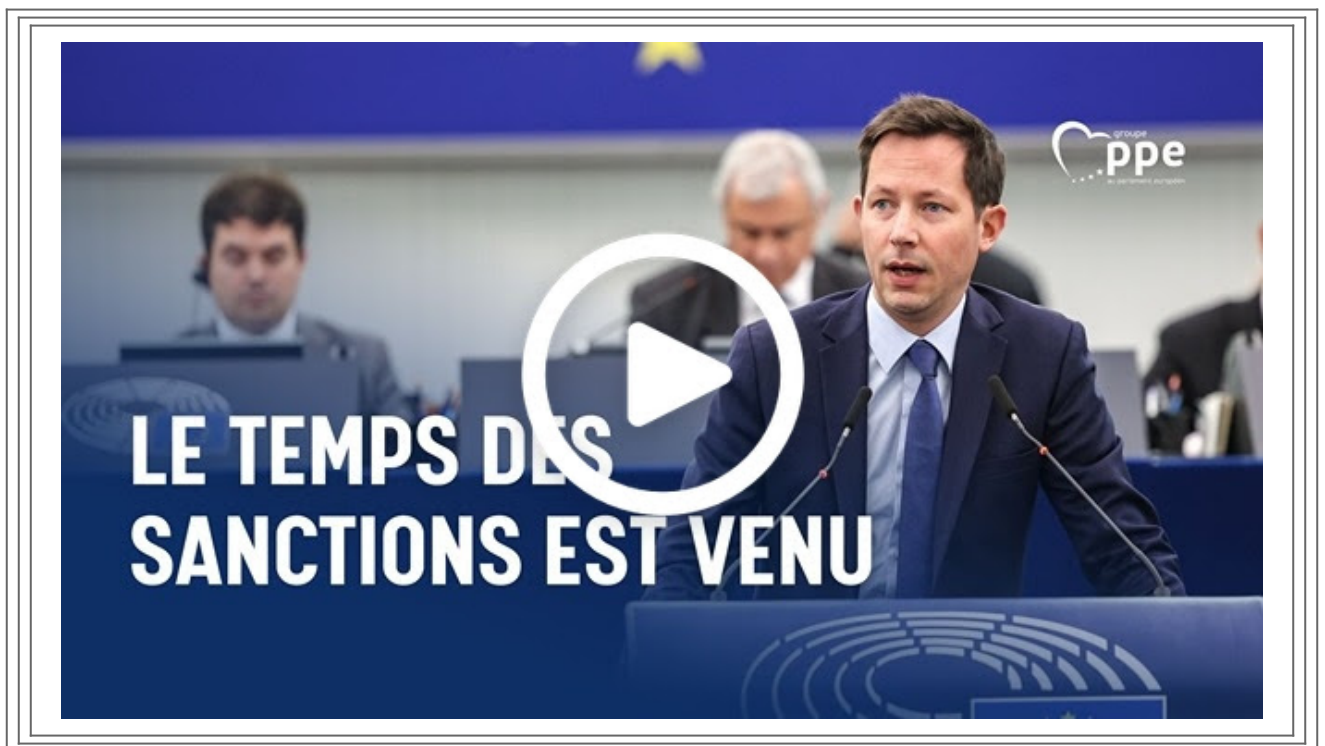 groupe
ppe
au parlement européen
LE TEMPS DES
SANCTIONS EST VENU